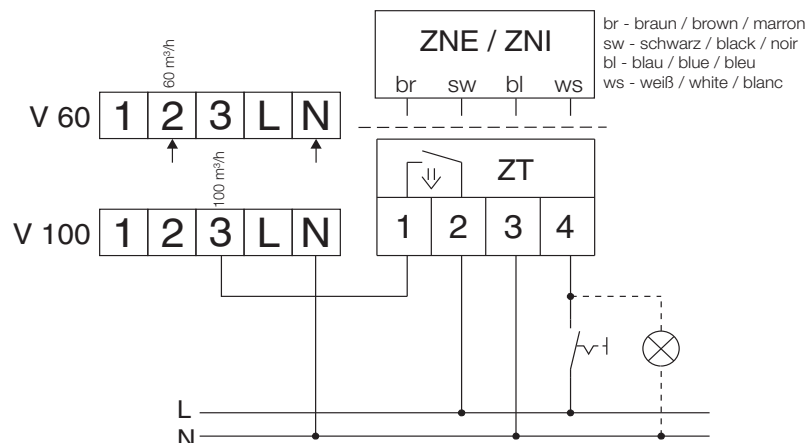 ZNE / ZNI
br sw bl ws
br - braun / brown / marron
sw - schwarz / black / noir
bl - blau / blue / bleu
ws - weiß / white / blanc
60 m³/h
V 60 1 2 3 L N
ZT
1 2 3 4
100 m³/h
V 100 1 2 3 L N
L
N